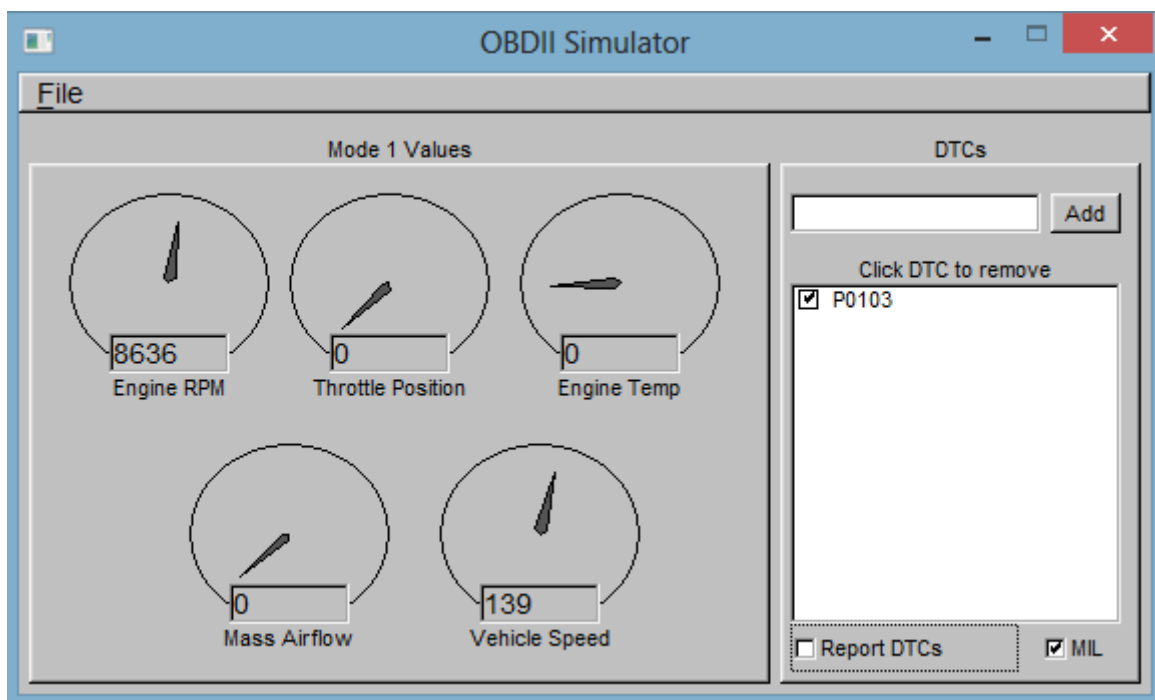 OBDII Simulator
File
Mode 1 Values
8636
Engine RPM
0
Throttle Position
0
Engine Temp
0
Mass Airflow
139
Vehicle Speed
DTCs
Add
Click DTC to remove
P0103
Report DTCs
MIL